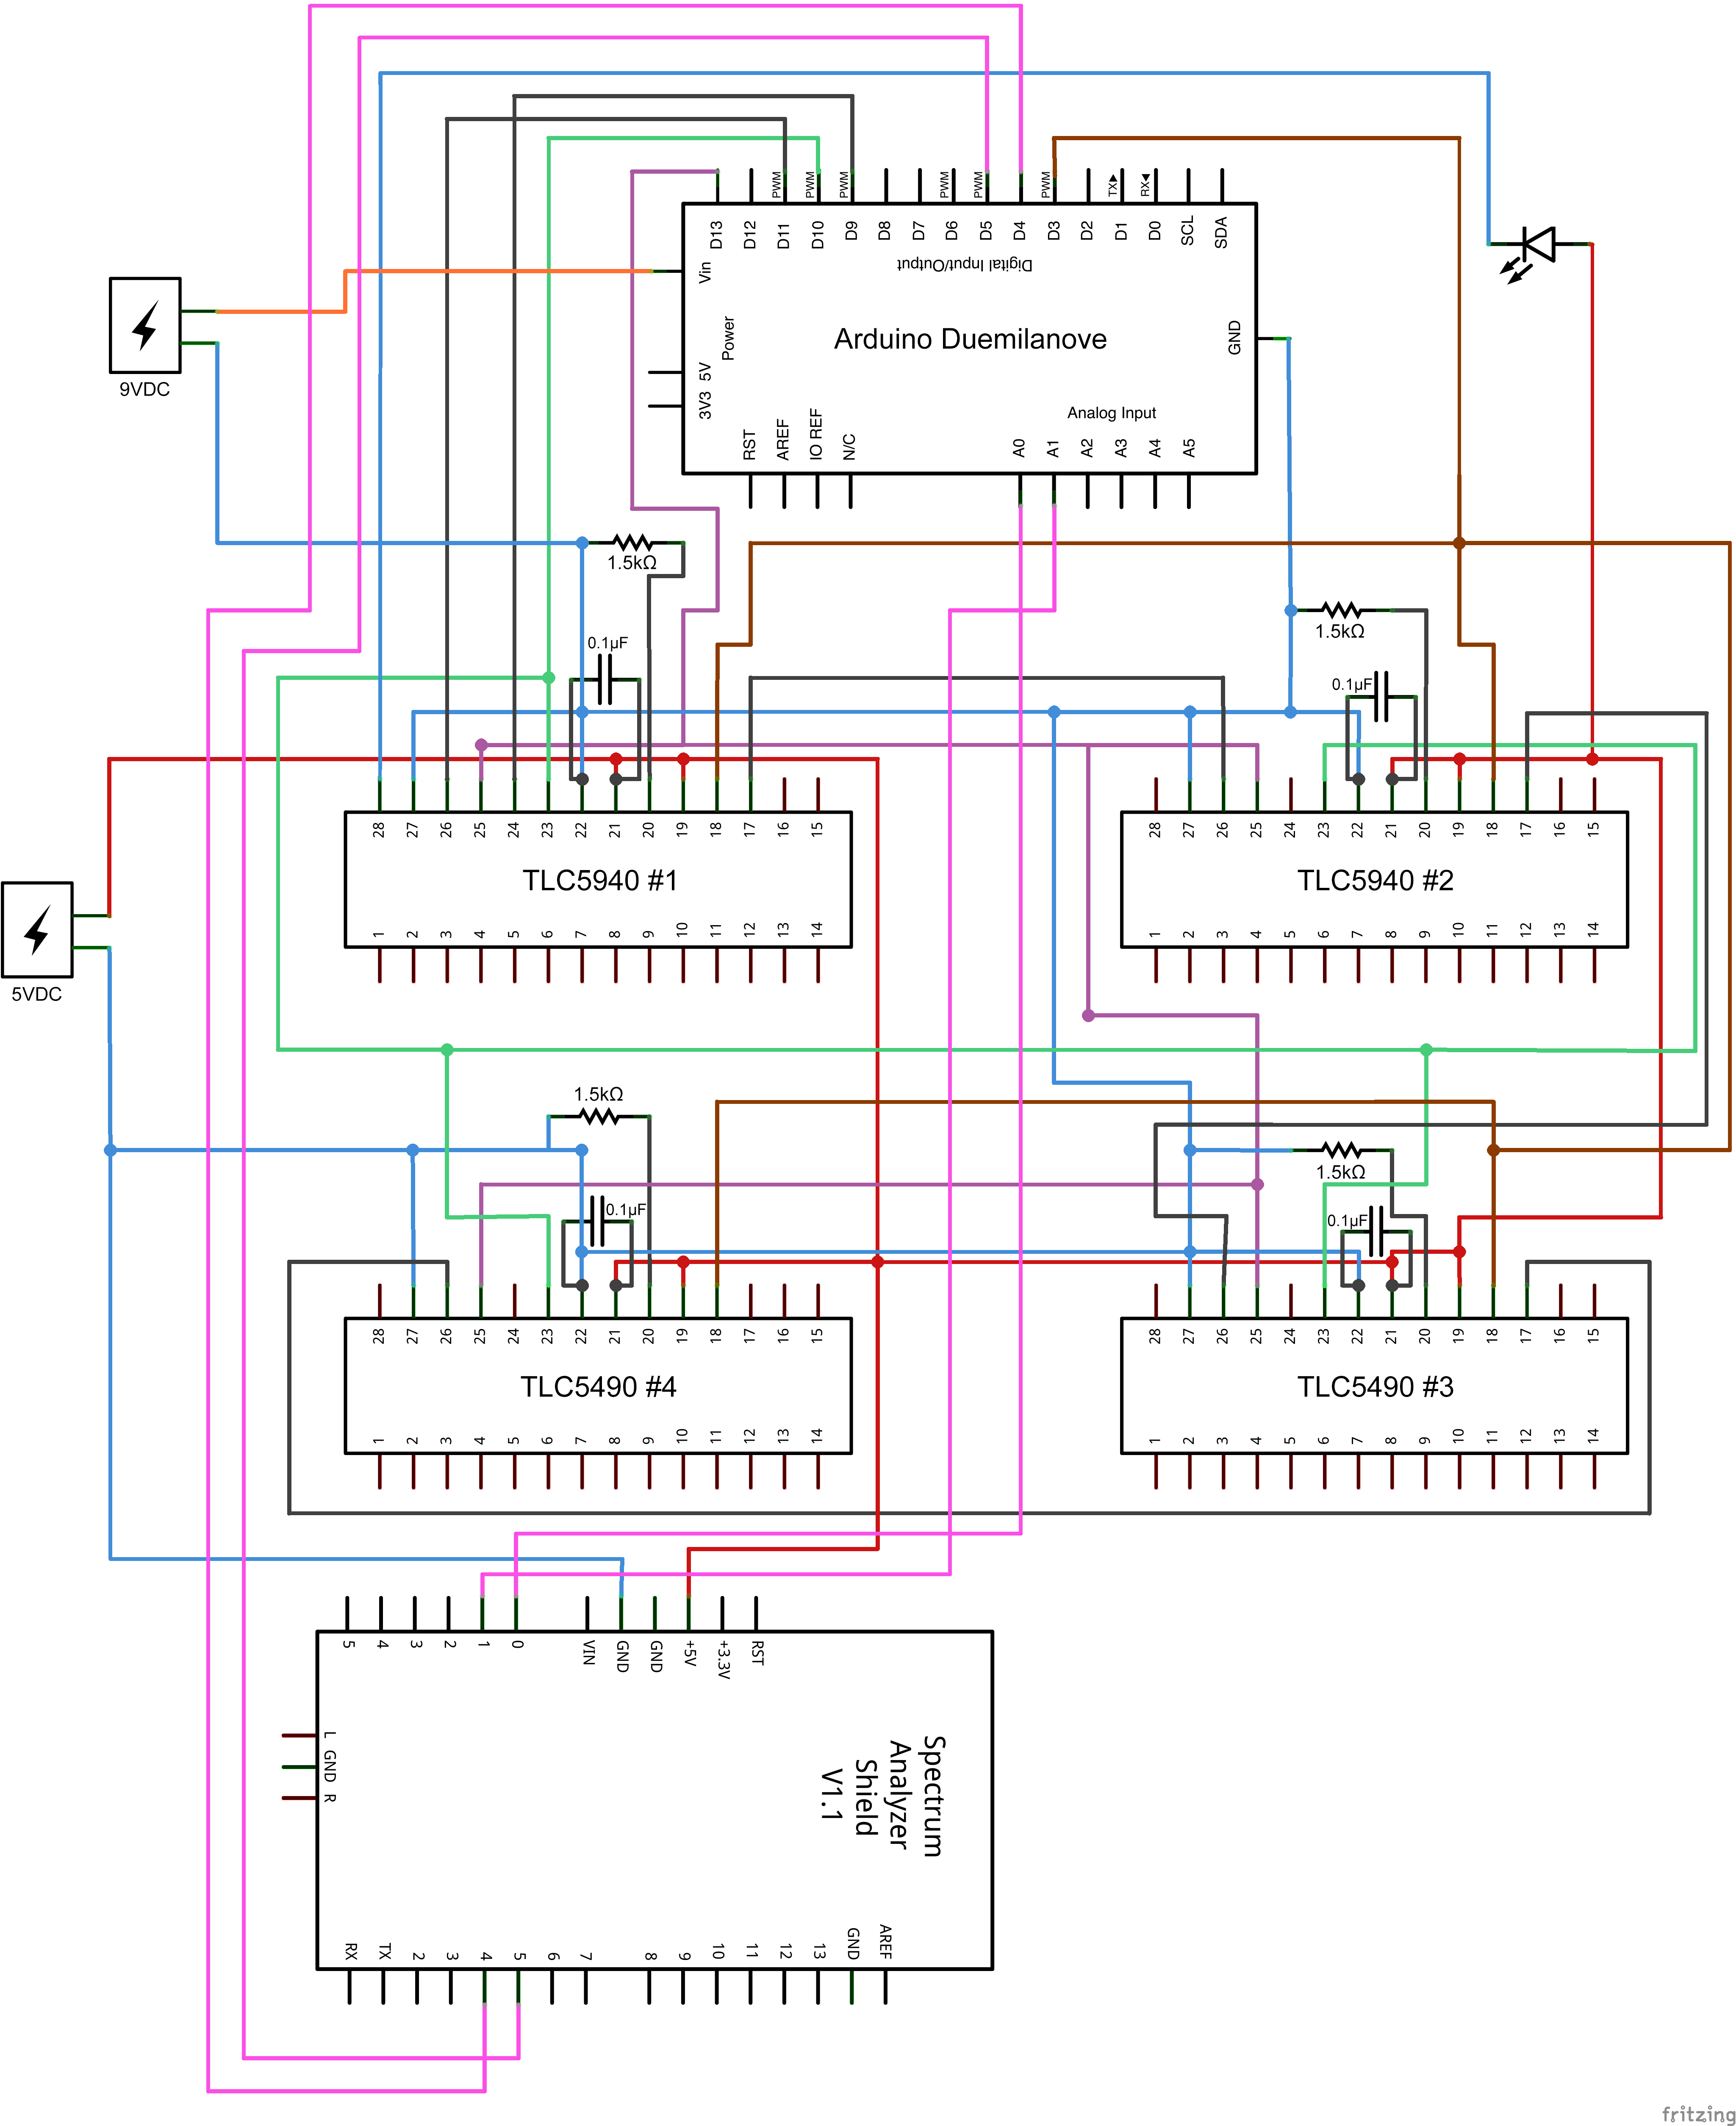 PWM
PWM
PWM
PWM
PWM
PWM
TX
RX
D13
D12
D11
D10
D9
D8
D7
D6
D5
D4
D3
D2
D1
D0
SCL
SDA
Digital Input/Output
Vin
Power
5V
3V3
Arduino Duemilanove
GND
Analog Input
RST
AREF
IO REF
N/C
A0
A1
A2
A3
A4
A5
9VDC
1.5kΩ
1.5kΩ
0.1µF
0.1µF
28
27
26
25
24
23
22
21
20
19
18
17
16
15
TLC5940 #1
1
2
3
4
5
6
7
8
9
10
11
12
13
14
28
27
26
25
24
23
22
21
20
19
18
17
16
15
TLC5940 #2
1
2
3
4
5
6
7
8
9
10
11
12
13
14
5VDC
1.5kΩ
1.5kΩ
0.1µF
0.1µF
28
27
26
25
24
23
22
21
20
19
18
17
16
15
TLC5490 #4
1
2
3
4
5
6
7
8
9
10
11
12
13
14
28
27
26
25
24
23
22
21
20
19
18
17
16
15
TLC5490 #3
1
2
3
4
5
6
7
8
9
10
11
12
13
14
5
4
3
2
1
0
VIN
GND
GND
+5V
+3.3V
RST
L
GND
R
Spectrum
Analyzer
Shield
V1.1
RX
TX
2
3
4
5
6
7
8
9
10
11
12
13
GND
AREF
fritzing